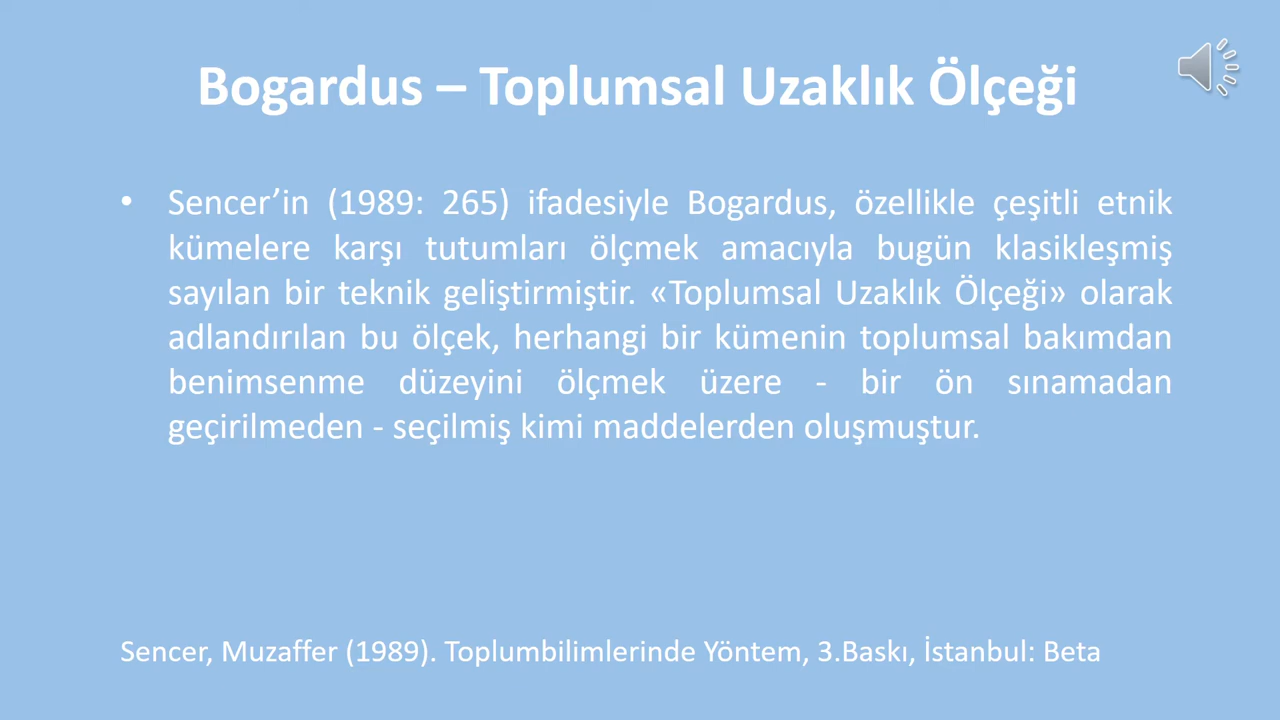 Bogardus – Toplumsal Uzaklık Ölçeği
• Sencer’in (1989: 265) ifadesiyle Bogardus, özellikle çeşitli etnik
kümelere karşı tutumları ölçmek amacıyla bugün klasikleşmiş
sayılan bir teknik geliştirmiştir. «Toplumsal Uzaklık Ölçeği» olarak
adlandırılan bu ölçek, herhangi bir kümenin toplumsal bakımdan
benimsenme düzeyini ölçmek üzere - bir ön sınamadan
geçirilmeden - seçilmiş kimi maddelerden oluşmuştur.
Sencer, Muzaffer (1989). Toplumbilimlerinde Yöntem, 3.Baskı, İstanbul: Beta